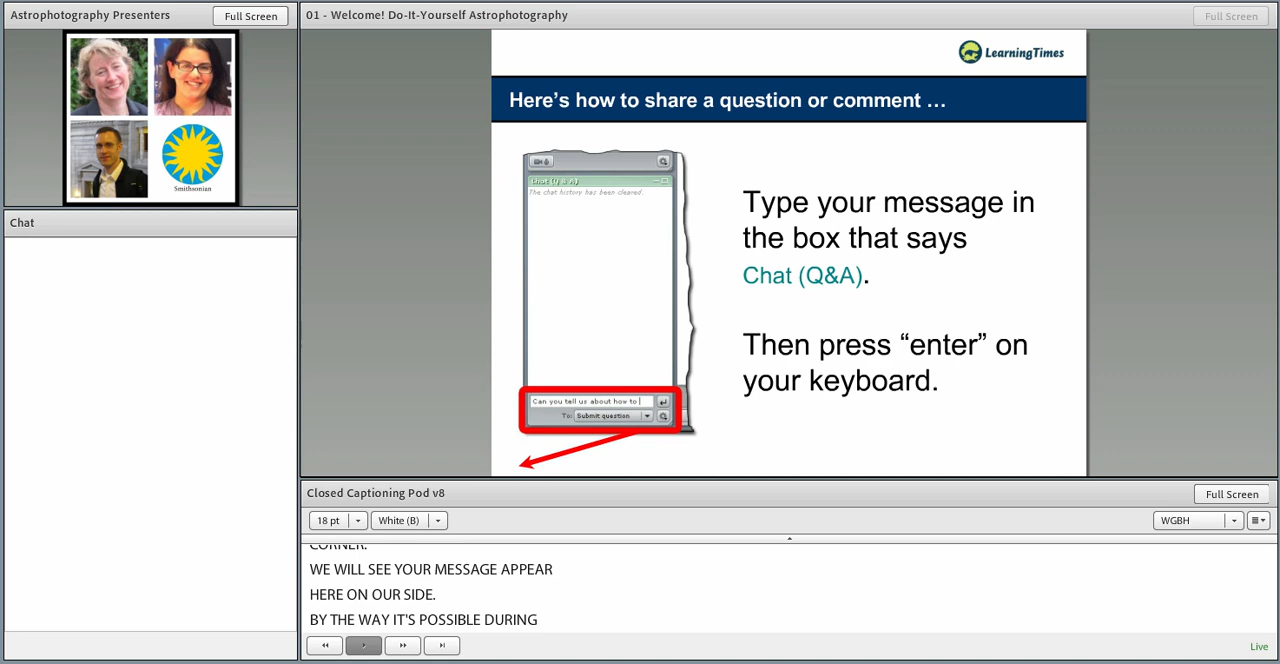 Astrophotography Presenters
Full Screen
Smithsonian
Chat
01 - Welcome! Do-It-Yourself Astrophotography
Full Screen
LearningTimes
Here’s how to share a question or comment …
Chat (Q & A)
The chat history has been cleared.
Can you tell us about how to
To: Submit question
Type your message in
the box that says
Chat (Q&A).
Then press “enter” on
your keyboard.
Closed Captioning Pod v8
Full Screen
18 pt
White (B)
WGBH
CORNER.
WE WILL SEE YOUR MESSAGE APPEAR
HERE ON OUR SIDE.
BY THE WAY IT'S POSSIBLE DURING
Live